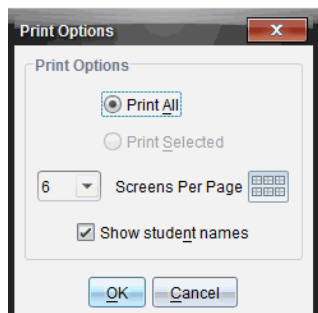 Print Options
Print Options
Print All
Print Selected
6 Screens Per Page
Show student names
OK Cancel